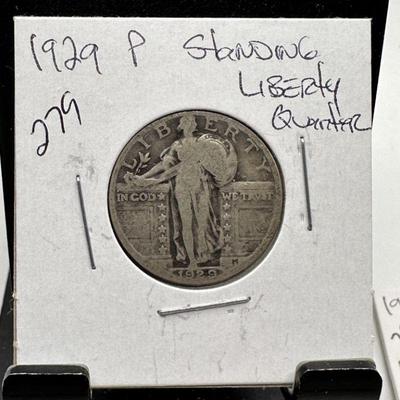 1929 P Standing
Liberty
Quarter
279
LIBERTY
IN GOD WE TRUST
1929